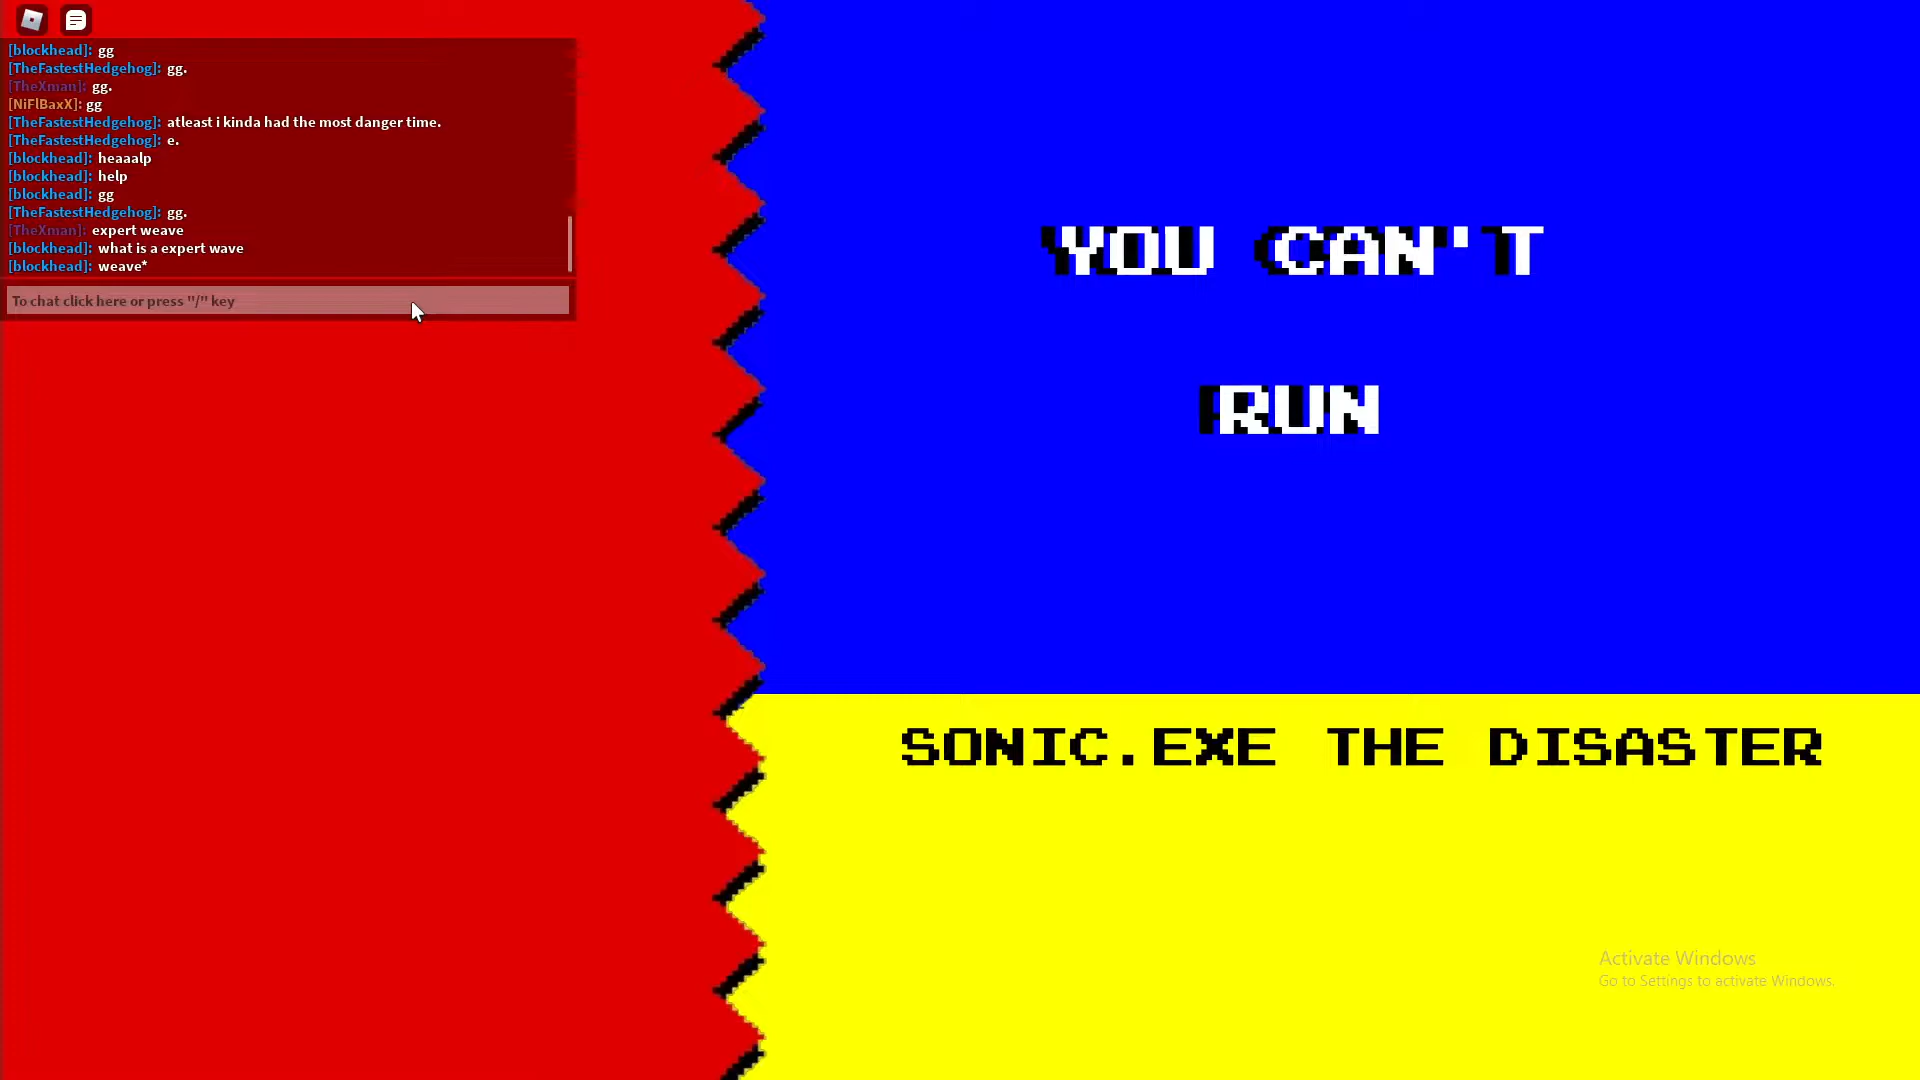 [blockhead]: gg
[TheFastestHedgehog]: gg.
[TheXman]: gg.
[NiFlBaxX]: gg
[TheFastestHedgehog]: atleast i kinda had the most danger time.
[TheFastestHedgehog]: e.
[blockhead]: heaaalp
[blockhead]: help
[blockhead]: gg
[TheFastestHedgehog]: gg.
[TheXman]: expert weave
[blockhead]: what is a expert wave
[blockhead]: weave*
To chat click here or press "/" key
YOU CAN'T
RUN
SONIC.EXE THE DISASTER
Activate Windows
Go to Settings to activate Windows.